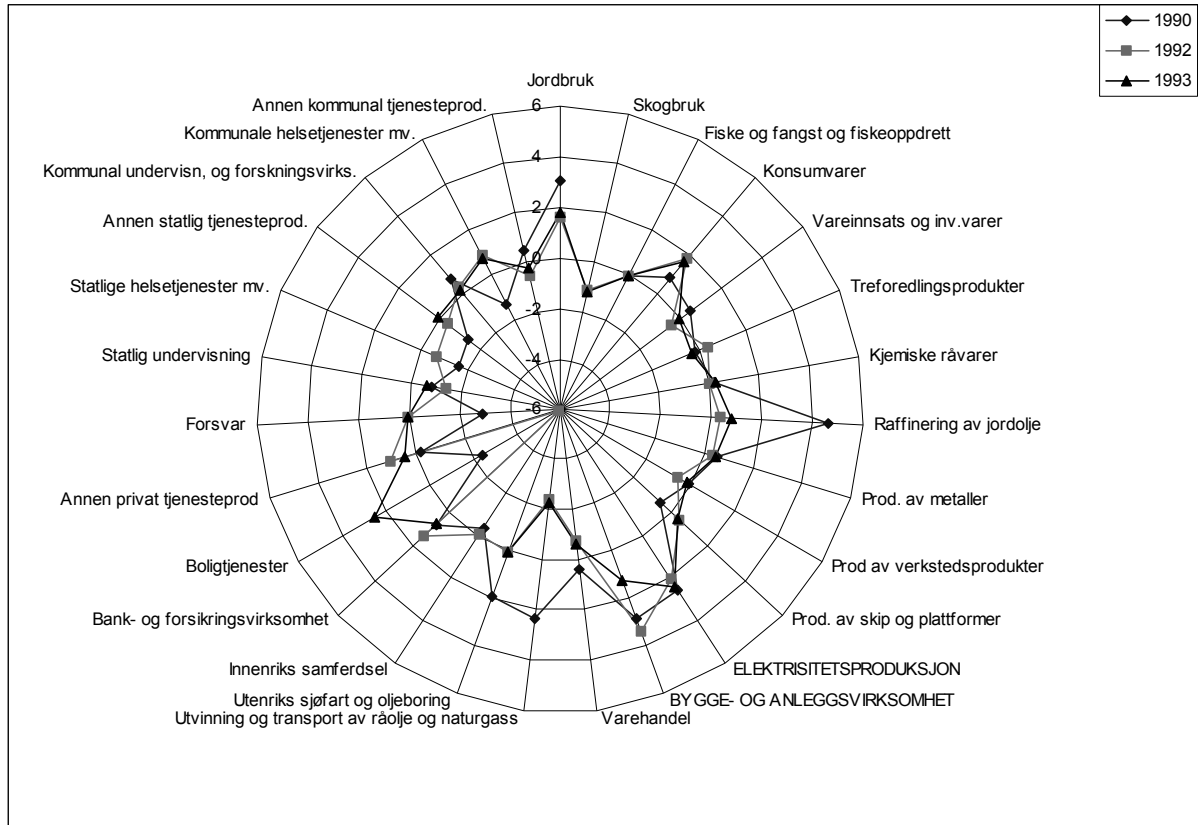 1990
1992
1993
Jordbruk
Skogbruk
Fiske og fangst og fiskeoppdrett
Konsumvarer
Vareinnsats og inv.varer
Treforedlingsprodukter
Kjemiske råvarer
Raffinering av jordolje
Prod. av metaller
Prod av verkstedsprodukter
Prod. av skip og plattformer
ELEKTRISITETSPRODUKSJON
BYGGE- OG ANLEGGSVIRKSOMHET
Varehandel
Utvinning og transport av råolje og naturgass
Utenriks sjøfart og oljeboring
Innenriks samferdsel
Bank- og forsikringsvirksomhet
Boligtjenester
Annen privat tjenesteprod
Forsvar
Statlig undervisning
Statlige helsetjenester mv.
Annen statlig tjenesteprod.
Kommunal undervisn, og forskningsvirks.
Kommunale helsetjenester mv.
Annen kommunal tjenesteprod.
6
4
2
0
-2
-4
-6